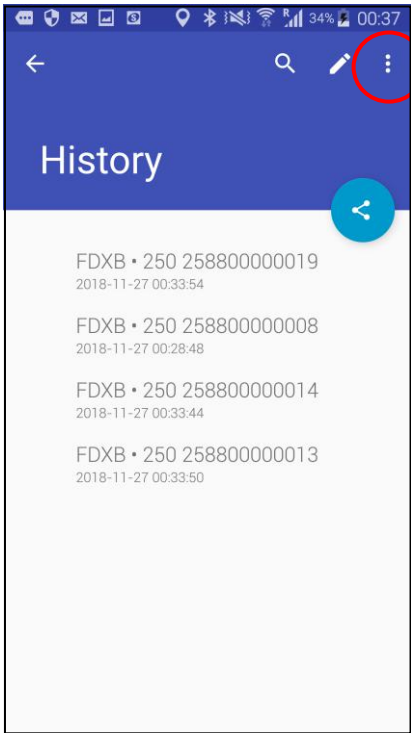 R 34% 00:37
History
FDXB • 250 258800000019
2018-11-27 00:33:54
FDXB • 250 258800000008
2018-11-27 00:28:48
FDXB • 250 258800000014
2018-11-27 00:33:44
FDXB • 250 258800000013
2018-11-27 00:33:50